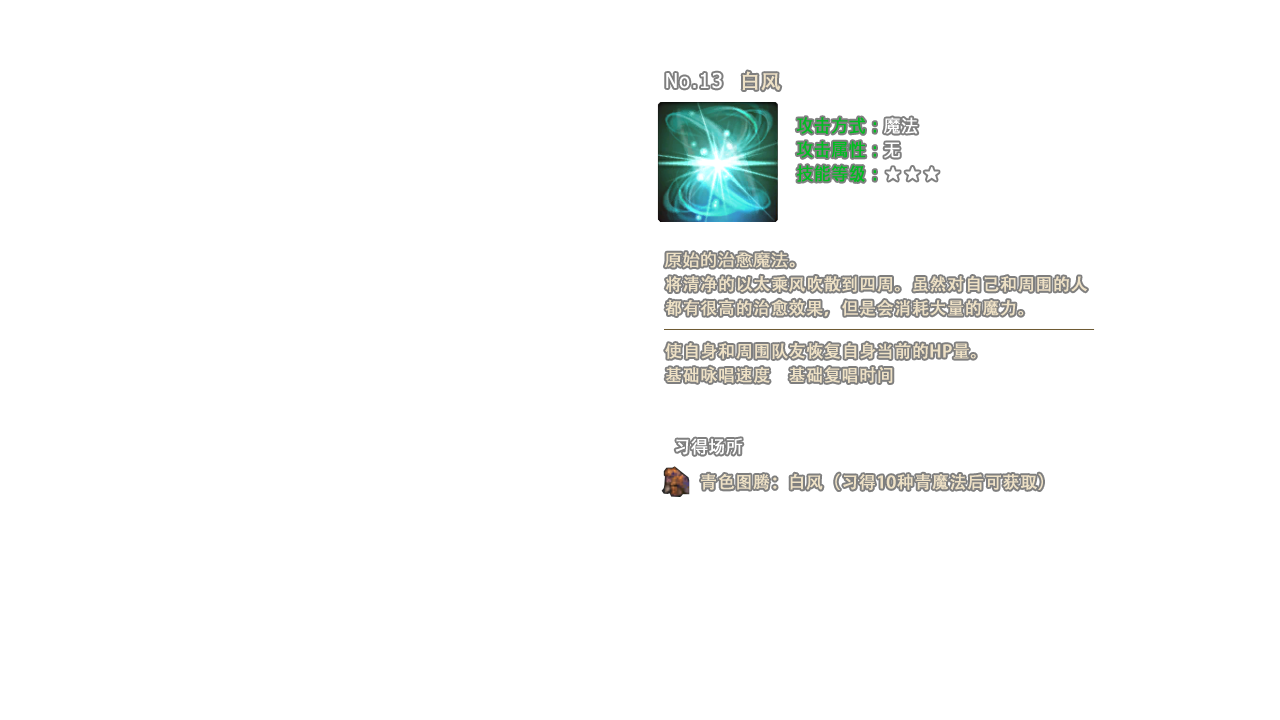 No.13 白风
攻击方式：魔法
攻击属性：无
技能等级：★★★
原始的治愈魔法。
将清净的以太乘风吹散到四周。虽然对自己和周围的人
都有很高的治愈效果，但是会消耗大量的魔力。
使自身和周围队友恢复自身当前的HP量。
基础咏唱速度 基础复唱时间
习得场所
青色图腾：白风（习得10种青魔法后可获取）